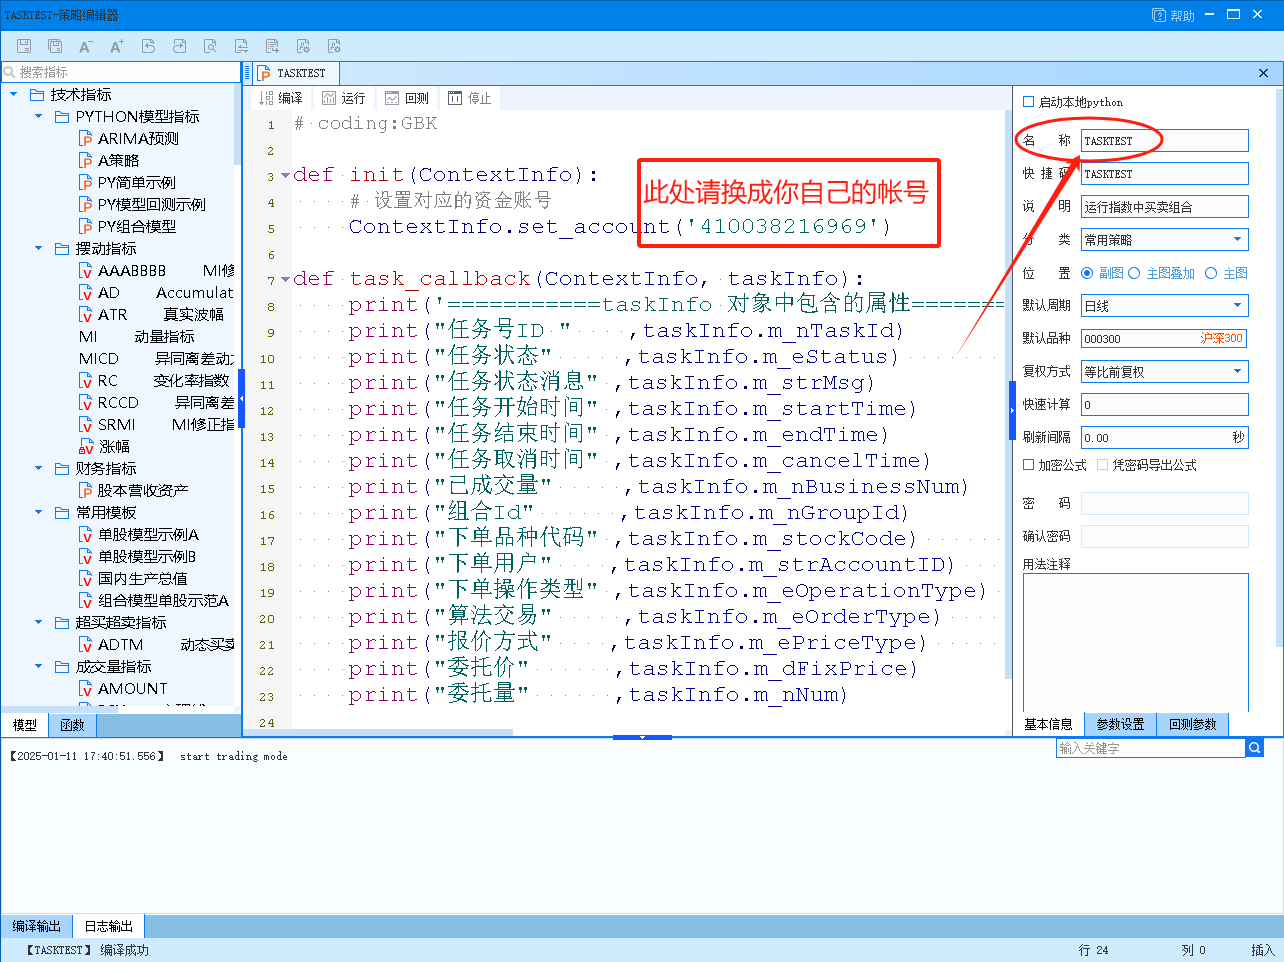 TASKTEST-策略编辑器
帮助
搜索指标
TASKTEST
编译 运行 回测 停止
技术指标
PYTHON模型指标
ARIMA预测
A策略
PY简单示例
PY模型回测示例
PY组合模型
摆动指标
AAABBBB MI修
AD Accumulat
ATR 真实波幅
MI 动量指标
MICD 异同离差动
RC 变化率指数
RCCD 异同离差
SRMI MI修正指
涨幅
财务指标
股本营收资产
常用模板
单股模型示例A
单股模型示例B
国内生产总值
组合模型单股示范A
超买超卖指标
ADTM 动态买卖
成交量指标
AMOUNT
模型 函数
1 # coding:GBK
2
3 def init(ContextInfo):
4 # 设置对应的资金账号
5 ContextInfo.set_account('410038216969')
6
7 def task_callback(ContextInfo, taskInfo):
8 print('===========taskInfo 对象中包含的属性=======
9 print("任务号ID " ,taskInfo.m_nTaskId)
10 print("任务状态" ,taskInfo.m_eStatus)
11 print("任务状态消息" ,taskInfo.m_strMsg)
12 print("任务开始时间" ,taskInfo.m_startTime)
13 print("任务结束时间" ,taskInfo.m_endTime)
14 print("任务取消时间" ,taskInfo.m_cancelTime)
15 print("已成交量" ,taskInfo.m_nBusinessNum)
16 print("组合Id" ,taskInfo.m_nGroupId)
17 print("下单品种代码" ,taskInfo.m_stockCode)
18 print("下单用户" ,taskInfo.m_strAccountID)
19 print("下单操作类型" ,taskInfo.m_eOperationType)
20 print("算法交易" ,taskInfo.m_eOrderType)
21 print("报价方式" ,taskInfo.m_ePriceType)
22 print("委托价" ,taskInfo.m_dFixPrice)
23 print("委托量" ,taskInfo.m_nNum)
24
此处请换成你自己的帐号
启动本地python
名 称 TASKTEST
快 捷 码 TASKTEST
说 明 运行指数中买卖组合
分 类 常用策略
位 置 副图 主图叠加 主图
默认周期 日线
默认品种 000300 沪深300
复权方式 等比前复权
快速计算 0
刷新间隔 0.00 秒
加密公式 凭密码导出公式
密 码
确认密码
用法注释
基本信息 参数设置 回测参数
输入关键字
【2025-01-11 17:40:51.556】 start trading mode
编译输出 日志输出
【TASKTEST】 编译成功
行 24 列 0 插入